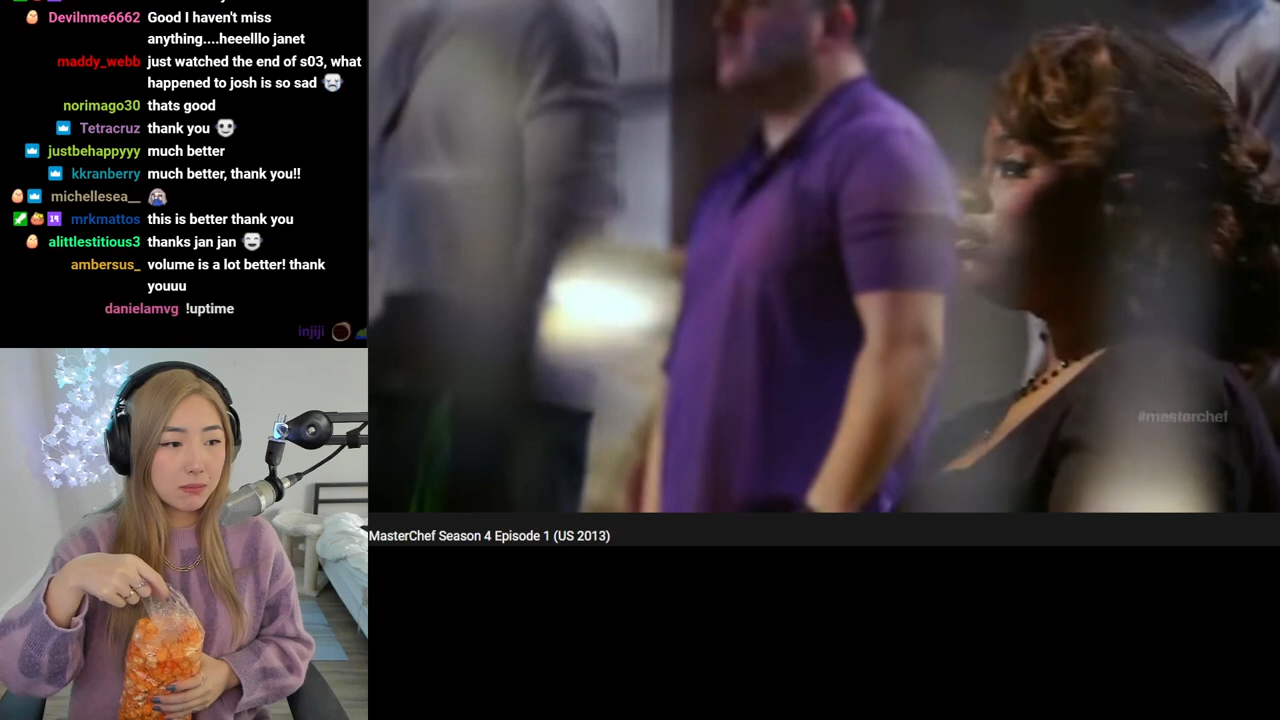 Devilnme6662 Good I haven't miss
anything....heeelllo janet
maddy_webb just watched the end of s03, what
happened to josh is so sad
norimago30 thats good
Tetracruz thank you
justbehappyyy much better
kkranberry much better, thank you!!
michellesea__
19 mrkmattos this is better thank you
alittlestitious3 thanks jan jan
ambersus_ volume is a lot better! thank
youuu
danielamvg !uptime
injiji
#masterchef
MasterChef Season 4 Episode 1 (US 2013)